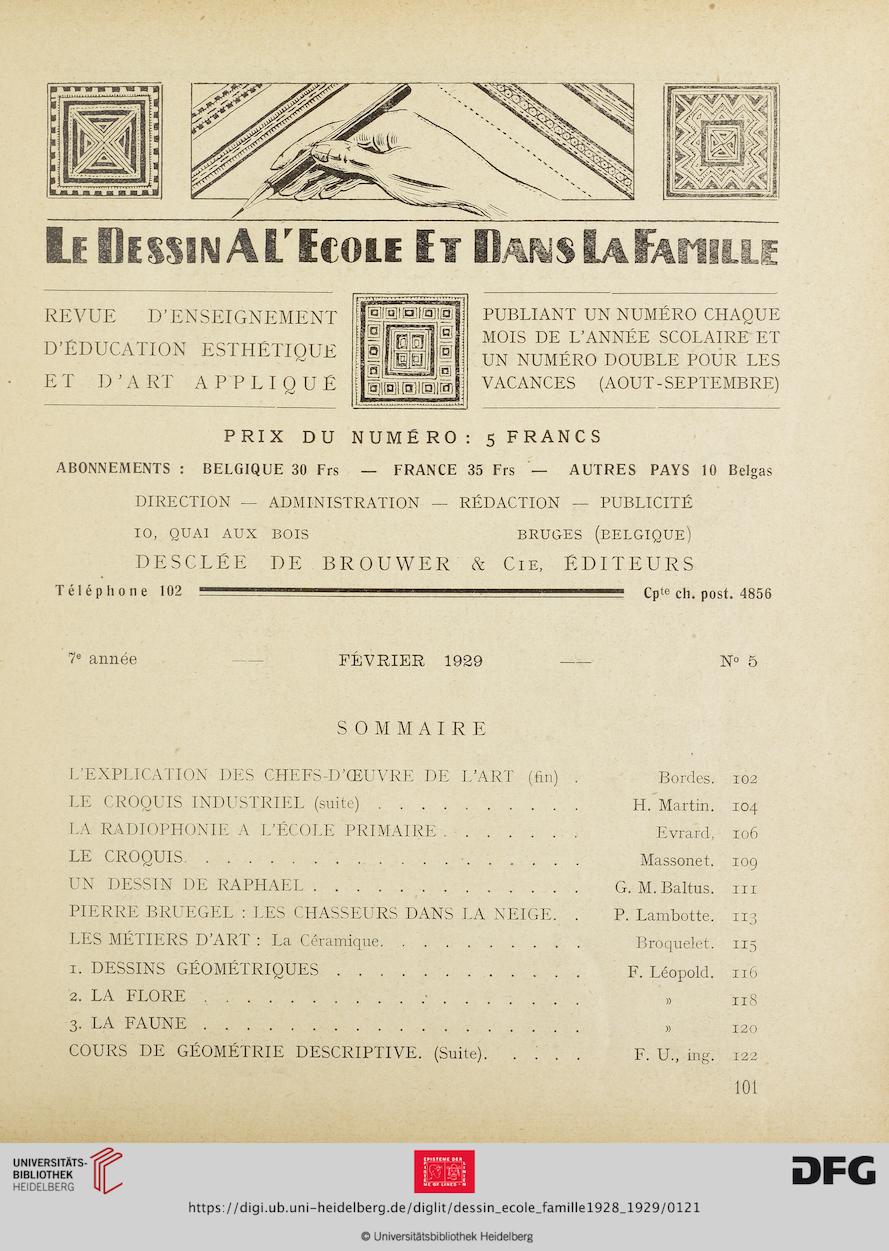 LE DESSIN A L'ECOLE ET DANS LA FAMILLE
REVUE D'ENSEIGNEMENT
D'ÉDUCATION ESTHÉTIQUE
ET D'ART APPLIQUÉ
PUBLIANT UN NUMÉRO CHAQUE
MOIS DE L'ANNÉE SCOLAIRE ET
UN NUMÉRO DOUBLE POUR LES
VACANCES (AOUT-SEPTEMBRE)
PRIX DU NUMÉRO: 5 FRANCS
ABONNEMENTS : BELGIQUE 30 Frs — FRANCE 35 Frs — AUTRES PAYS 10 Belgas
DIRECTION — ADMINISTRATION — RÉDACTION — PUBLICITÉ
10, QUAI AUX BOIS BRUGES (BELGIQUE)
DESCLÉE DE BROUWER & CIE, ÉDITEURS
Téléphone 102 Cpte ch. post. 4856
7e année — FÉVRIER 1929 — No 5
SOMMAIRE
L'EXPLICATION DES CHEFS-D'ŒUVRE DE L'ART (fin) . Bordes. 102
LE CROQUIS INDUSTRIEL (suite) . . . . . . . . . . H. Martin. 104
LA RADIOPHONIE A L'ÉCOLE PRIMAIRE . . . . . . . Evrard. 106
LE CROQUIS. . . . . . . . . . . . . . . . . . Massonet. 109
UN DESSIN DE RAPHAEL . . . . . . . . . . . . . G. M. Baltus. 111
PIERRE BRUEGEL : LES CHASSEURS DANS LA NEIGE. . P. Lambotte. 113
LES MÉTIERS D'ART : La Céramique. . . . . . . . . . Broquelet. 115
1. DESSINS GÉOMÉTRIQUES . . . . . . . . . . . . F. Léopold. 116
2. LA FLORE . . . . . . . . . . . . . . . . . . » 118
3. LA FAUNE . . . . . . . . . . . . . . . . . . » 120
COURS DE GÉOMÉTRIE DESCRIPTIVE. (Suite). . . . . F. U., ing. 122
101
UNIVERSITÄTS-
BIBLIOTHEK
HEIDELBERG
DFG
https://digi.ub.uni-heidelberg.de/diglit/dessin_ecole_famille1928_1929/0121
© Universitätsbibliothek Heidelberg